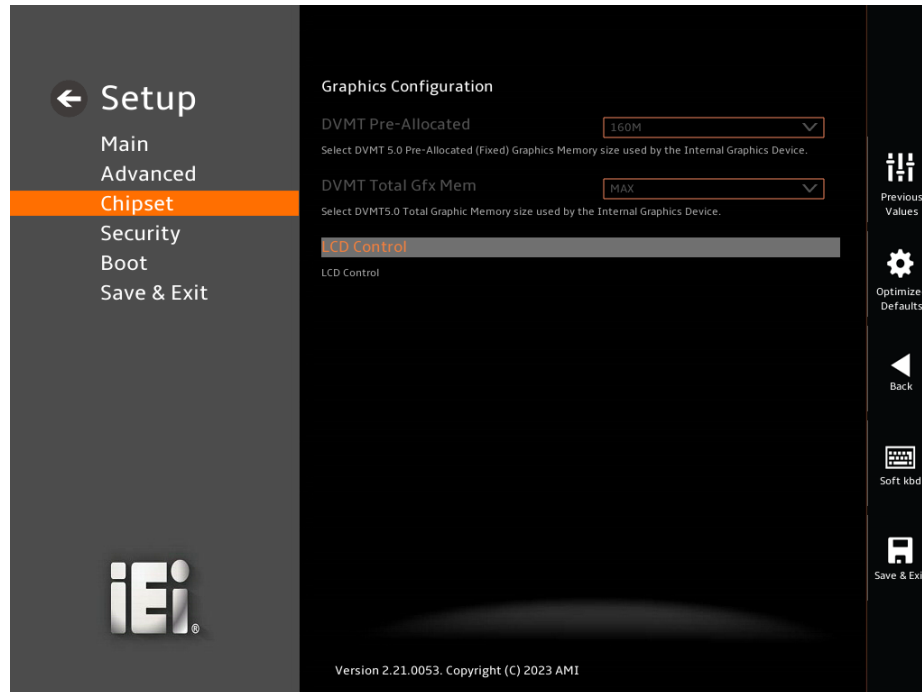 Setup
Main
Advanced
Chipset
Security
Boot
Save & Exit
iEi®
Graphics Configuration
DVMT Pre-Allocated
160M
Select DVMT 5.0 Pre-Allocated (Fixed) Graphics Memory size used by the Internal Graphics Device.
DVMT Total Gfx Mem
MAX
Select DVMT5.0 Total Graphic Memory size used by the Internal Graphics Device.
LCD Control
LCD Control
Version 2.21.0053. Copyright (C) 2023 AMI
Previous
Values
Optimize
Defaults
Back
Soft kbd
Save & Exi